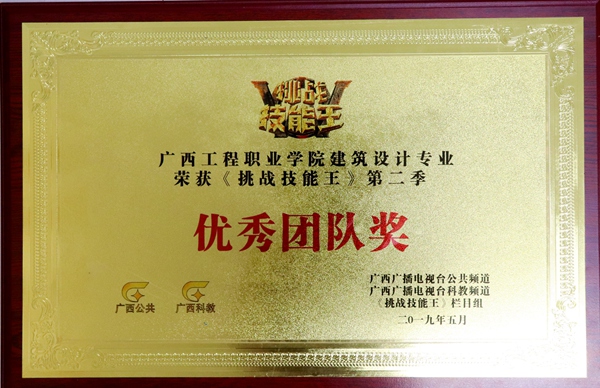 挑战
技能王
广西工程职业学院建筑设计专业
荣获《挑战技能王》第二季
优秀团队奖
广西公共
广西科教
广西广播电视台公共频道
广西广播电视台科教频道
《挑战技能王》栏目组
二〇一九年五月